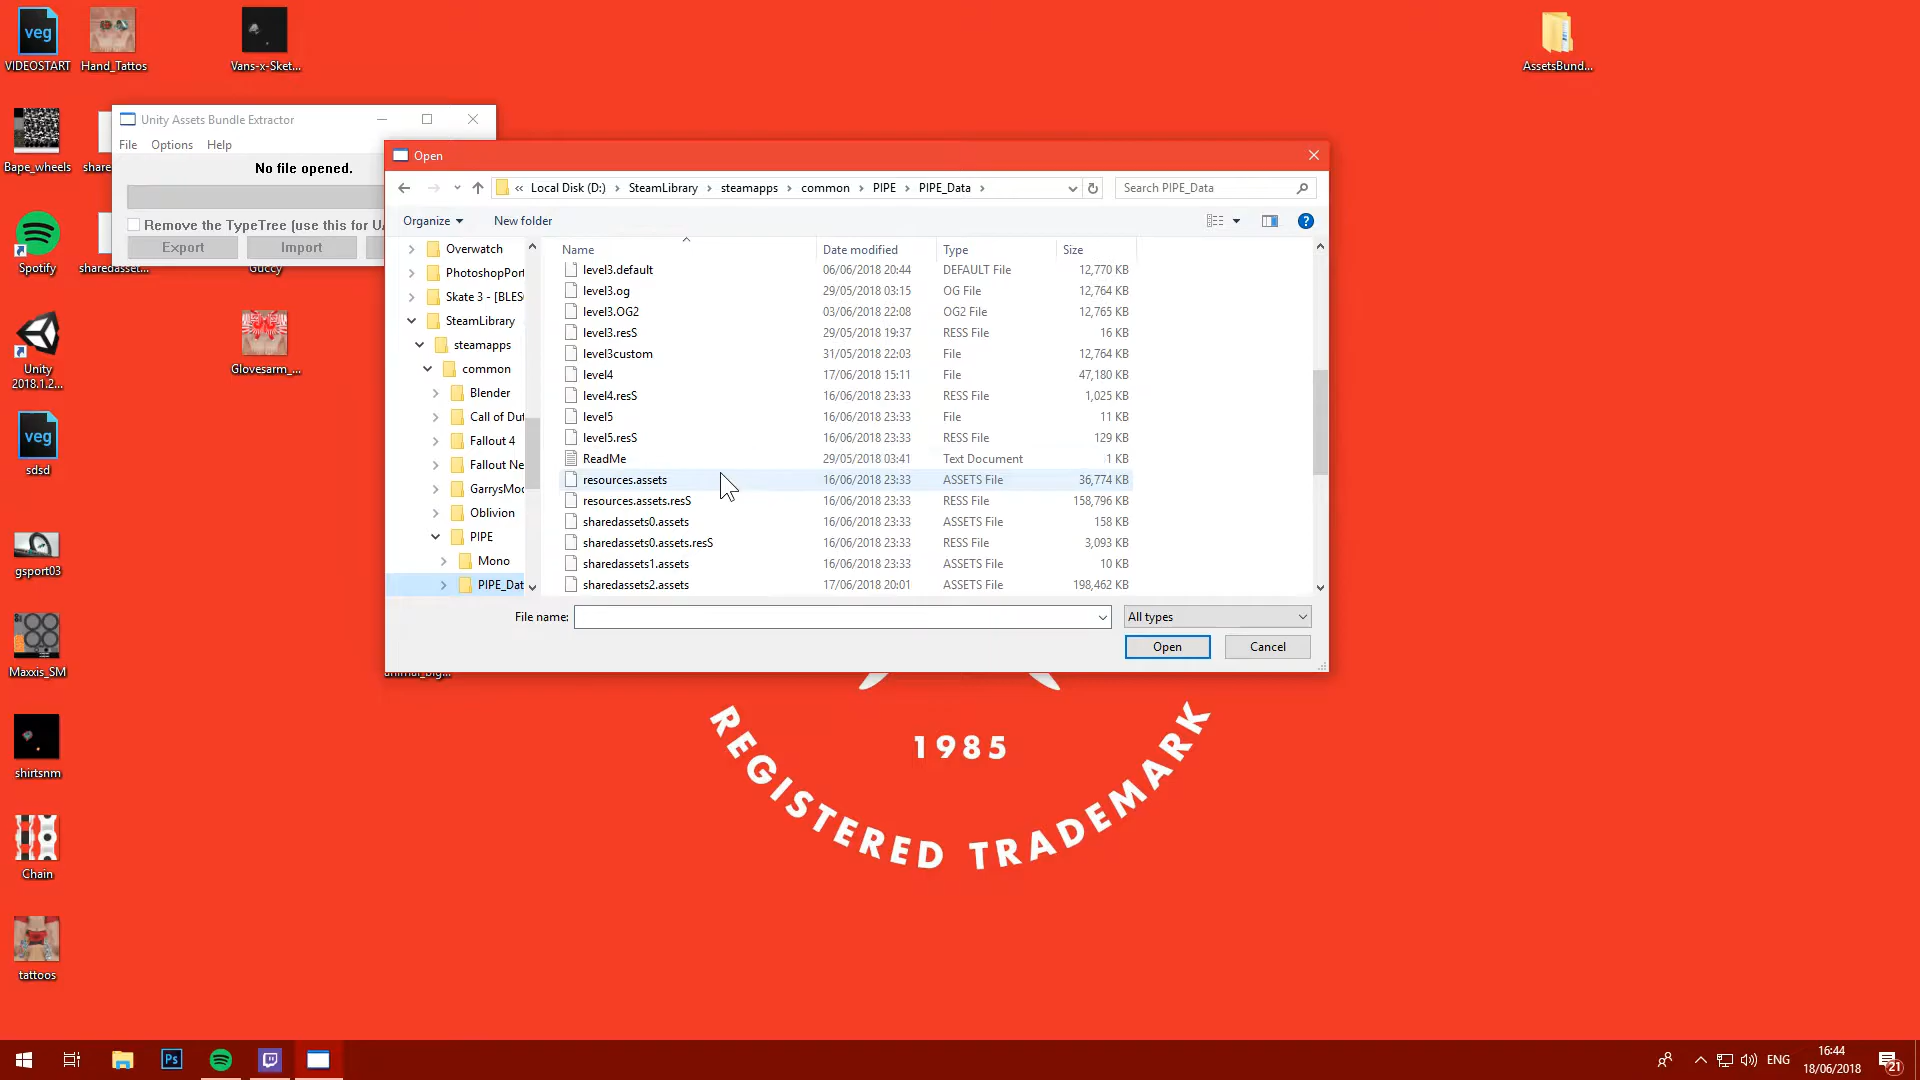 veg
VIDEOSTART
Hand_Tattos
Vans-x-Sket...
AssetsBund...
Bape_wheels
share
Spotify
sharedasset...
Guccy
Unity
2018.1.2...
Glovesarm_...
veg
sdsd
gsport03
Maxxis_SM
shirtsnm
Chain
tattoos
Unity Assets Bundle Extractor
File Options Help
No file opened.
Remove the TypeTree (use this for U
Export Import
Open
« Local Disk (D:) › SteamLibrary › steamapps › common › PIPE › PIPE_Data ›
Search PIPE_Data
Organize New folder
Overwatch
PhotoshopPort
Skate 3 - [BLES
SteamLibrary
steamapps
common
Blender
Call of Dut
Fallout 4
Fallout Ne
GarrysMod
Oblivion
PIPE
Mono
PIPE_Dat
Name Date modified Type Size
level3.default 06/06/2018 20:44 DEFAULT File 12,770 KB
level3.og 29/05/2018 03:15 OG File 12,764 KB
level3.OG2 03/06/2018 22:08 OG2 File 12,765 KB
level3.resS 29/05/2018 19:37 RESS File 16 KB
level3custom 31/05/2018 22:03 File 12,764 KB
level4 17/06/2018 15:11 File 47,180 KB
level4.resS 16/06/2018 23:33 RESS File 1,025 KB
level5 16/06/2018 23:33 File 11 KB
level5.resS 16/06/2018 23:33 RESS File 129 KB
ReadMe 29/05/2018 03:41 Text Document 1 KB
resources.assets 16/06/2018 23:33 ASSETS File 36,774 KB
resources.assets.resS 16/06/2018 23:33 RESS File 158,796 KB
sharedassets0.assets 16/06/2018 23:33 ASSETS File 158 KB
sharedassets0.assets.resS 16/06/2018 23:33 RESS File 3,093 KB
sharedassets1.assets 16/06/2018 23:33 ASSETS File 10 KB
sharedassets2.assets 17/06/2018 20:01 ASSETS File 198,462 KB
File name:
All types
Open Cancel
1985
REGISTERED TRADEMARK
Ps
ENG
16:44
18/06/2018
21